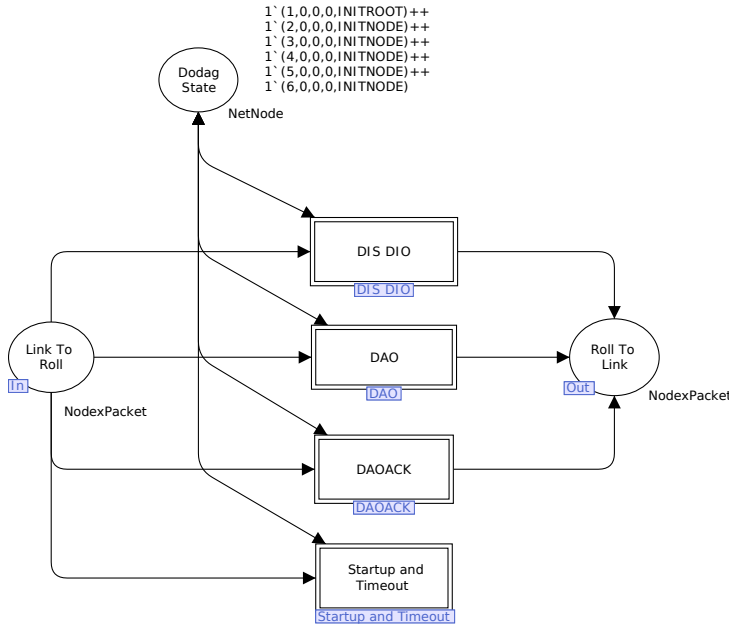 1`(1,0,0,0,INITROOT)++
1`(2,0,0,0,INITNODE)++
1`(3,0,0,0,INITNODE)++
1`(4,0,0,0,INITNODE)++
1`(5,0,0,0,INITNODE)++
1`(6,0,0,0,INITNODE)
Dodag
State
NetNode
DIS DIO
DIS DIO
Link To
Roll
In
NodexPacket
DAO
DAO
Roll To
Link
Out
NodexPacket
DAOACK
DAOACK
Startup and
Timeout
Startup and Timeout